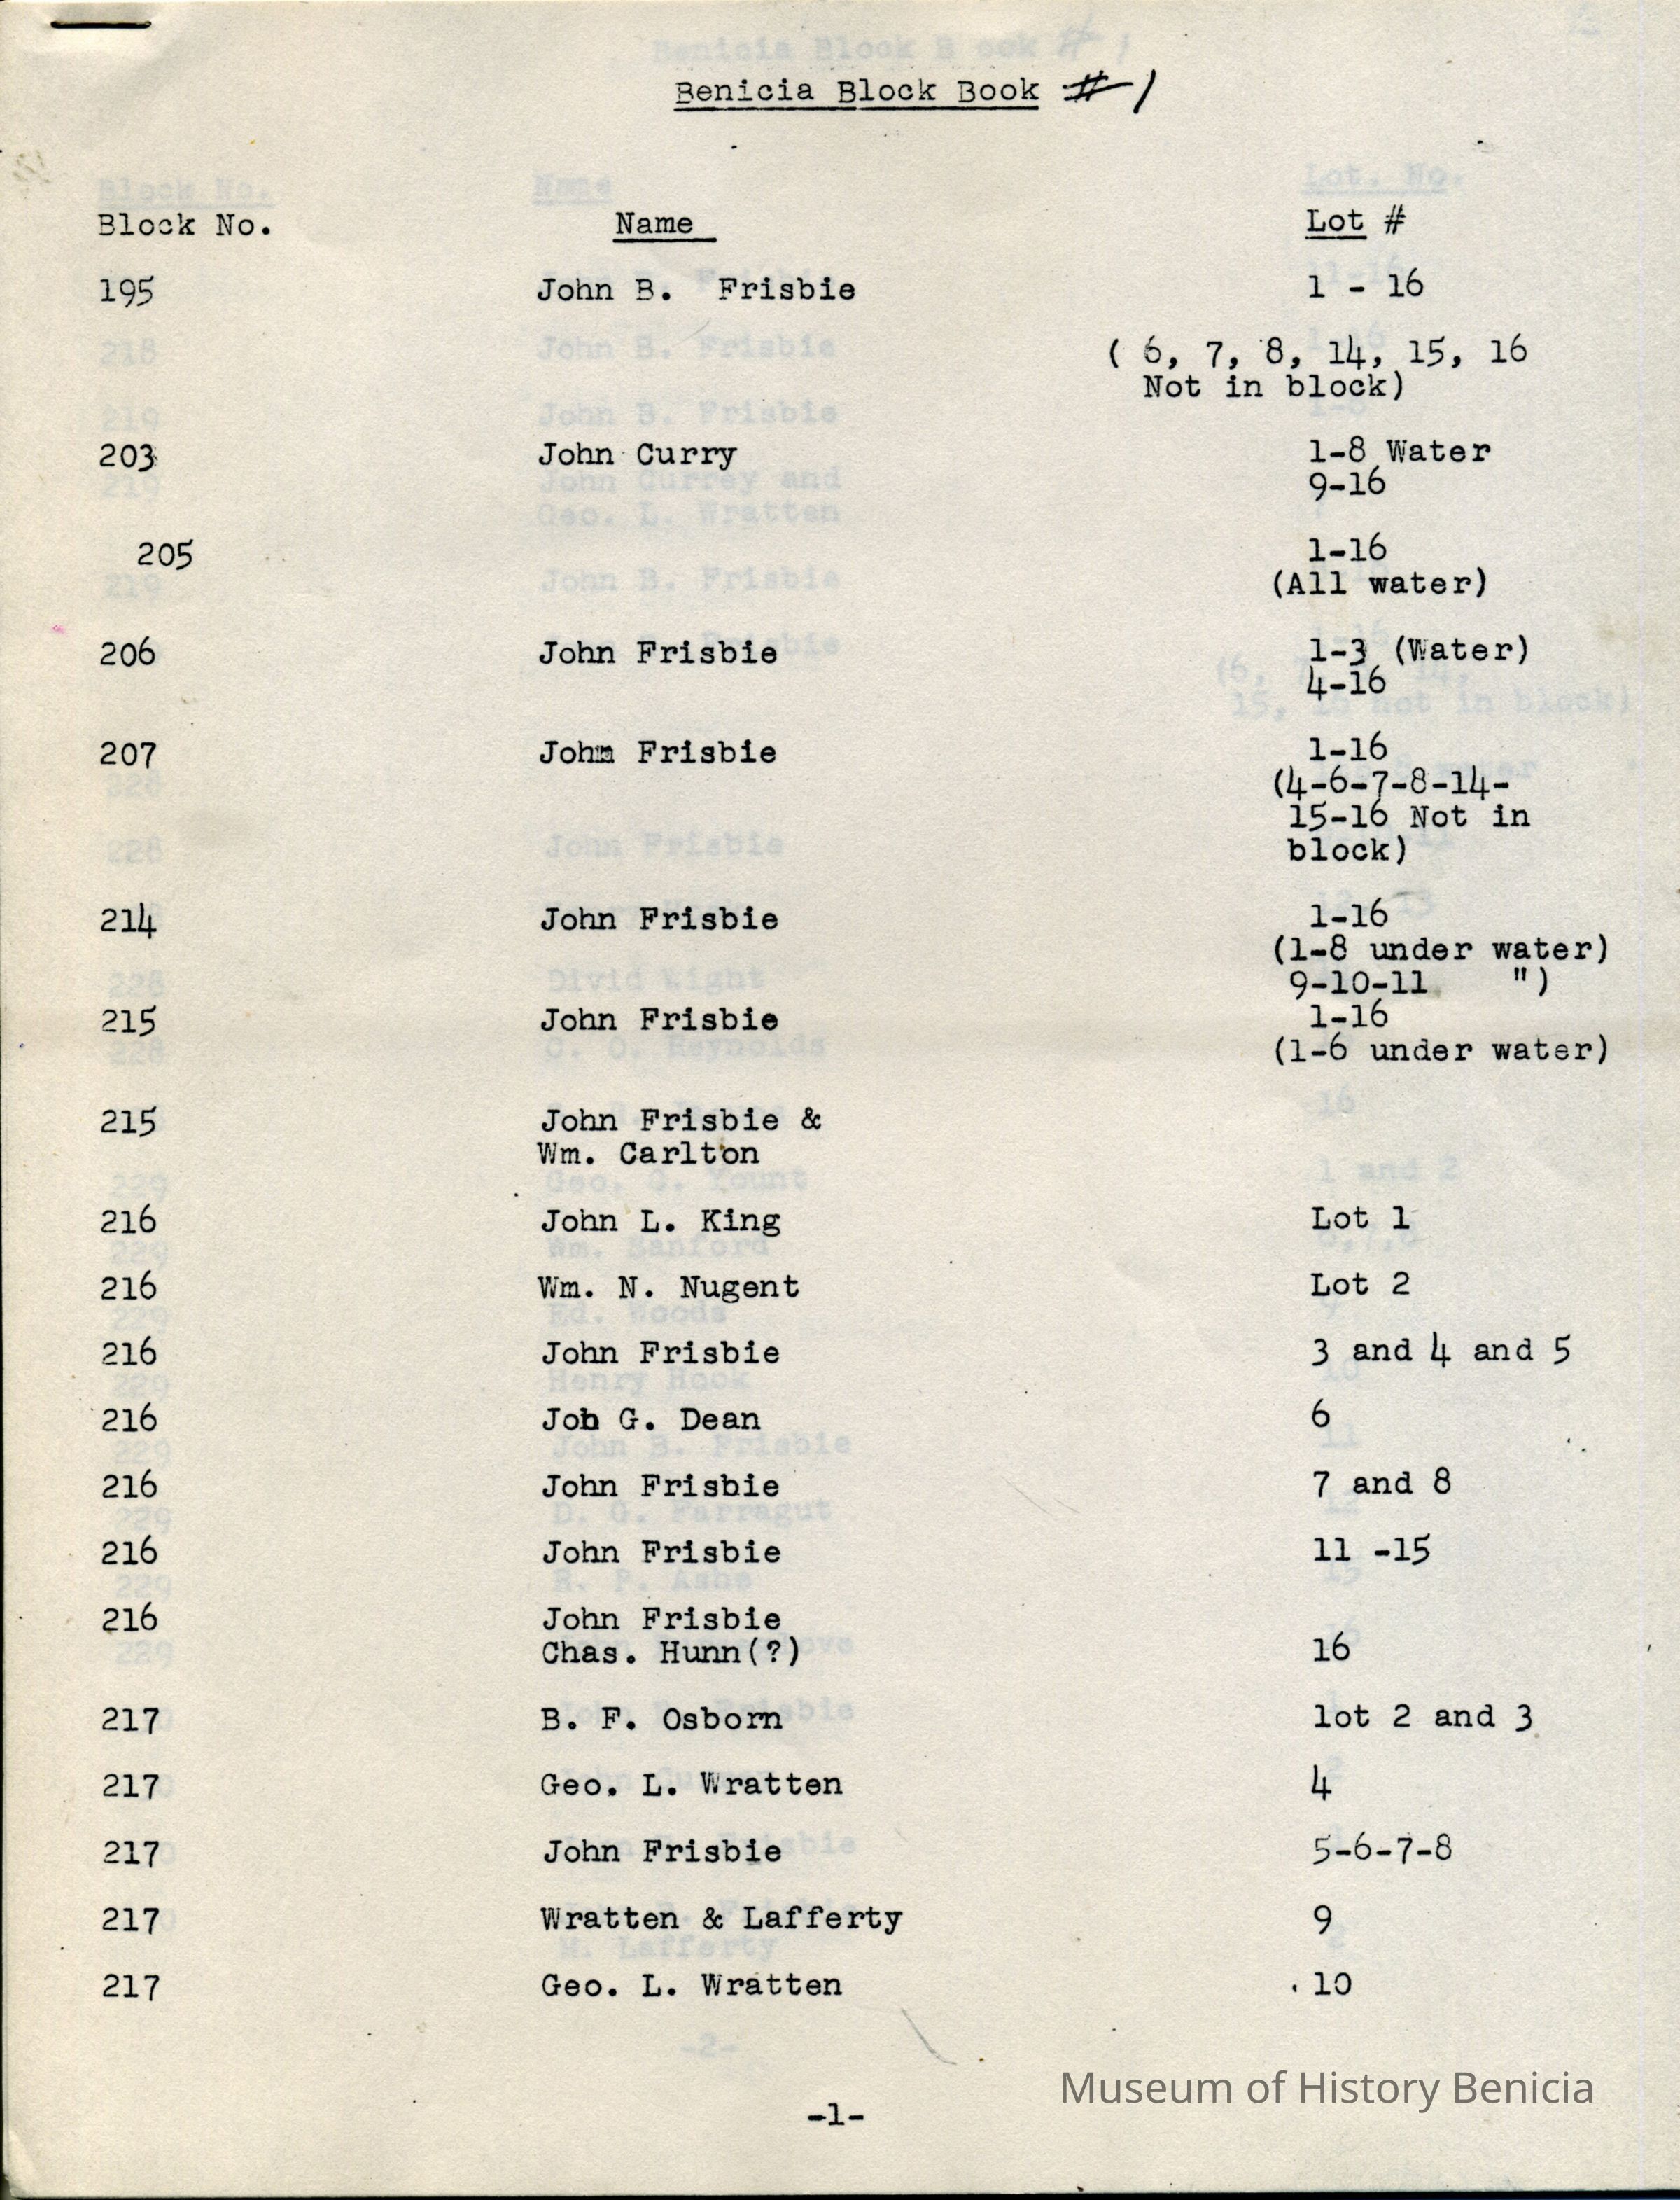 Benicia Block Book # 1
Block No. Name Lot #
195 John B. Frisbie 1 - 16
( 6, 7, 8, 14, 15, 16
Not in block)
203 John Curry 1-8 Water
9-16
205 1-16
(All water)
206 John Frisbie 1-3 (Water)
4-16
207 John Frisbie 1-16
(4-6-7-8-14-
15-16 Not in
block)
214 John Frisbie 1-16
(1-8 under water)
9-10-11 ")
215 John Frisbie 1-16
(1-6 under water)
215 John Frisbie &
Wm. Carlton
216 John L. King Lot 1
216 Wm. N. Nugent Lot 2
216 John Frisbie 3 and 4 and 5
216 Job G. Dean 6
216 John Frisbie 7 and 8
216 John Frisbie 11 -15
216 John Frisbie
Chas. Hunn(?) 16
217 B. F. Osborn lot 2 and 3
217 Geo. L. Wratten 4
217 John Frisbie 5-6-7-8
217 Wratten & Lafferty 9
217 Geo. L. Wratten 10
-1-
Museum of History Benicia